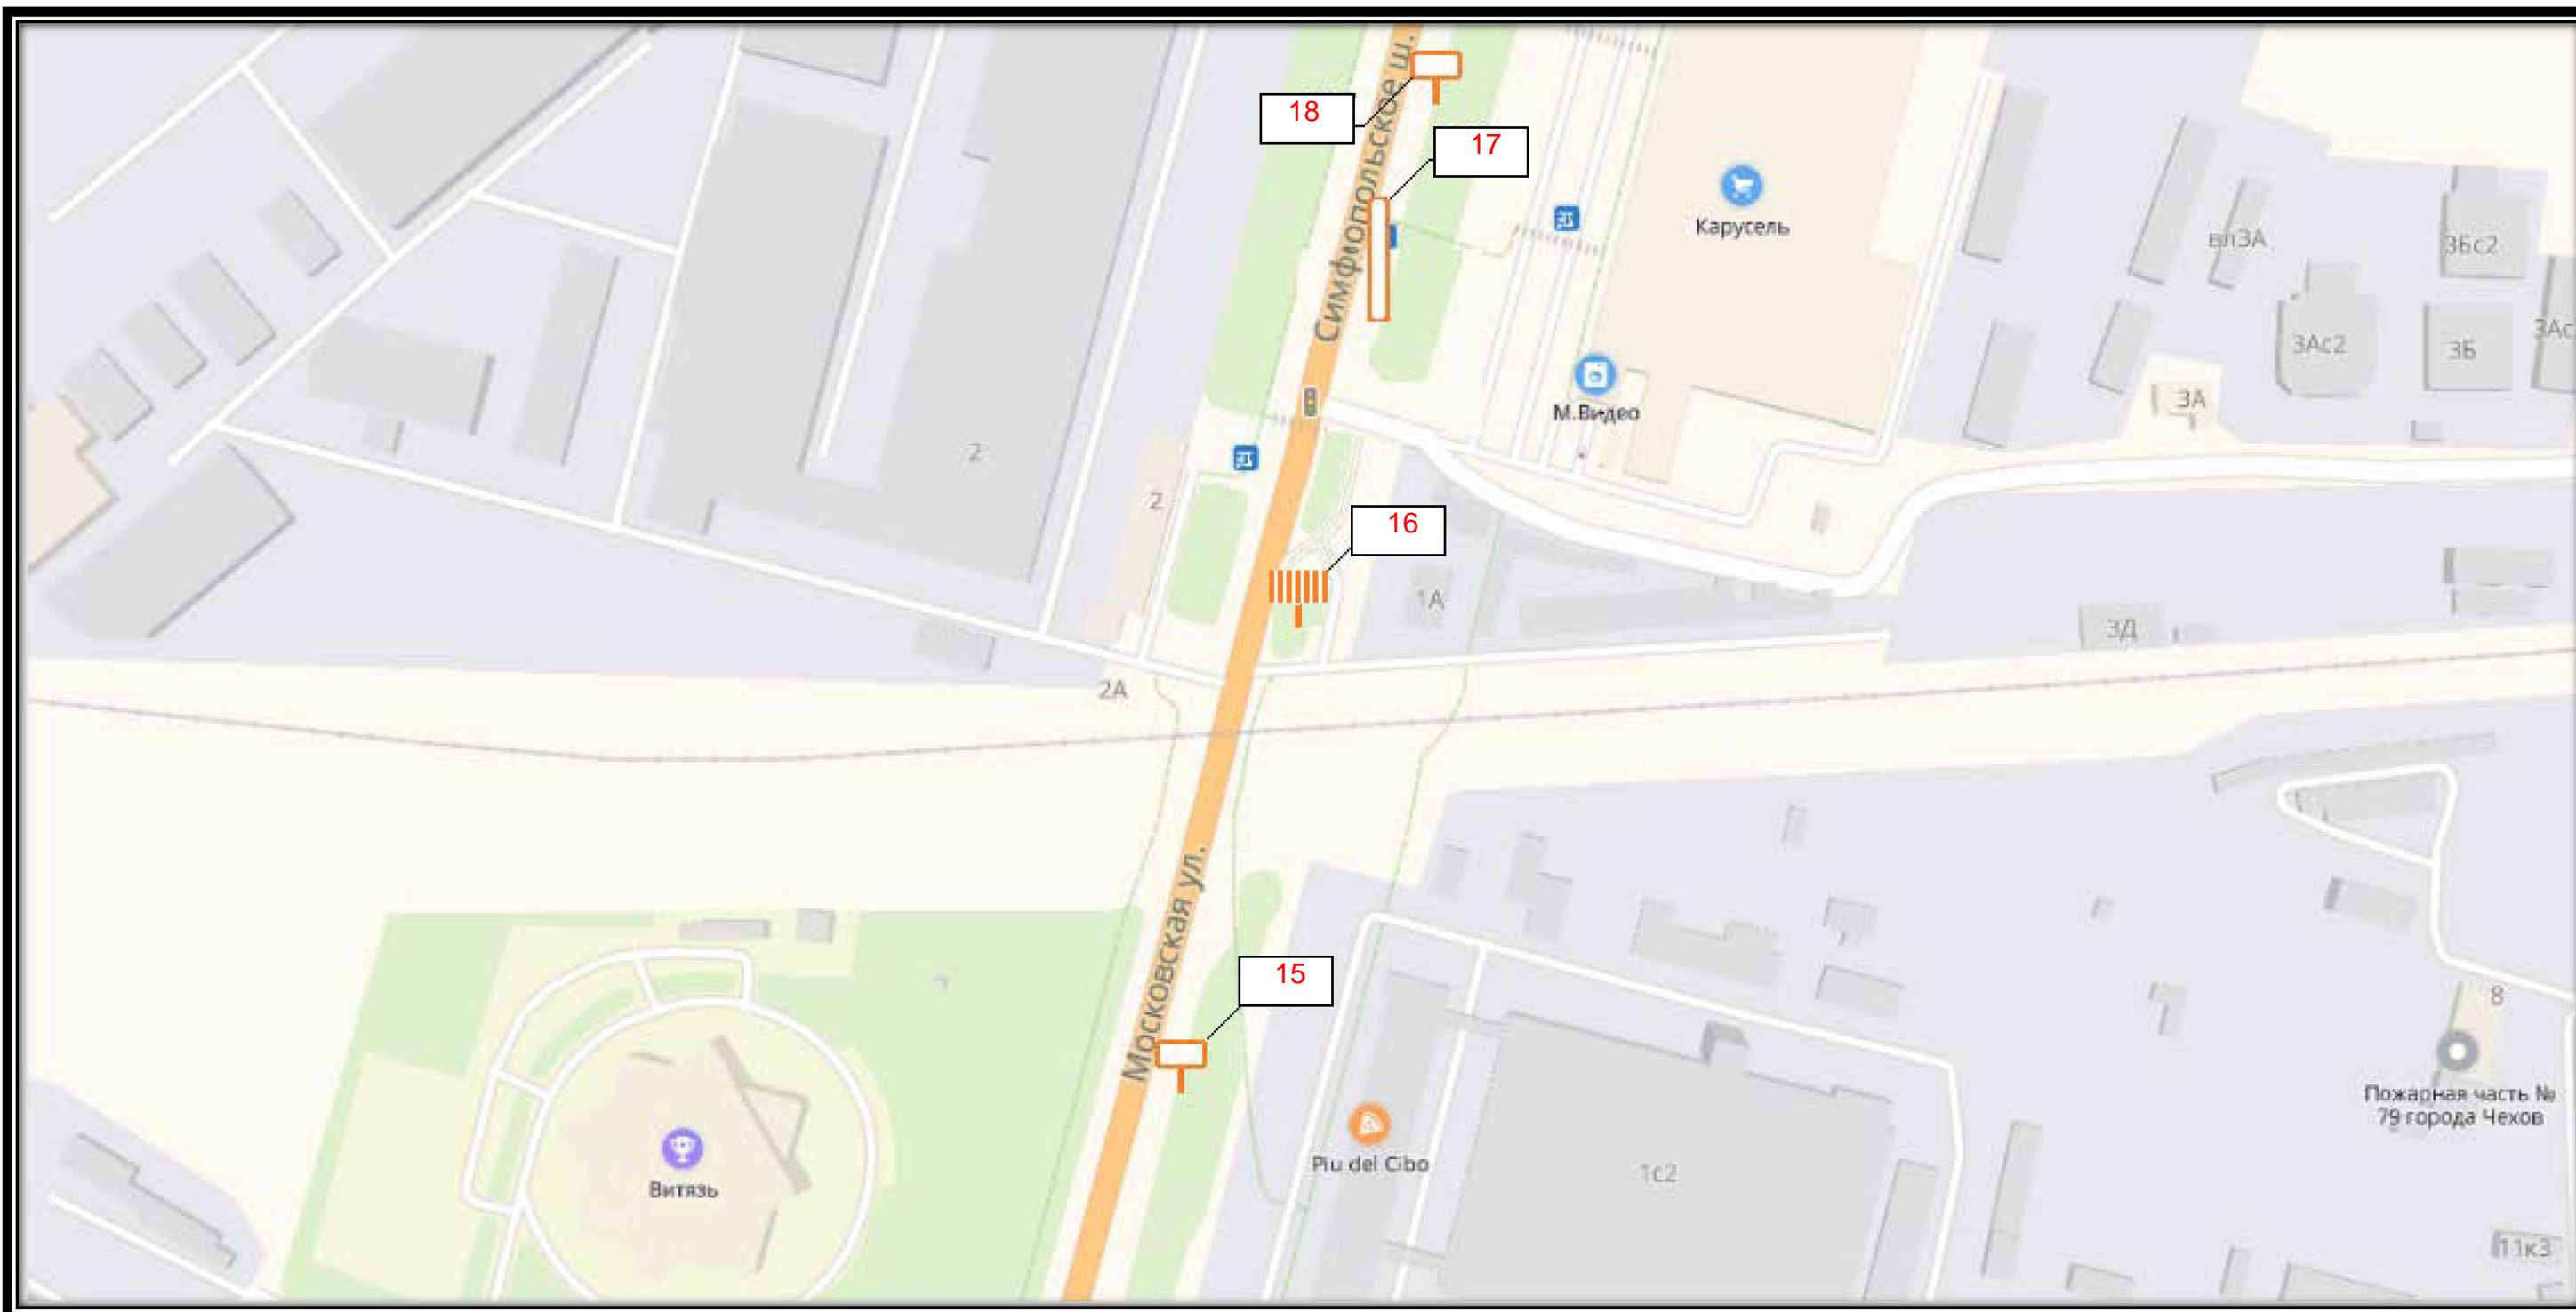 Симфопольское ш.
18
17
Карусель
вл3А
3Бс2
3Ас2
3Б
3Ас
М.Видео
3А
2
2
16
1А
3Д
2А
Московская ул.
15
8
Пожарная часть №
79 города Чехов
Витязь
Piu del Cibo
1с2
11к3